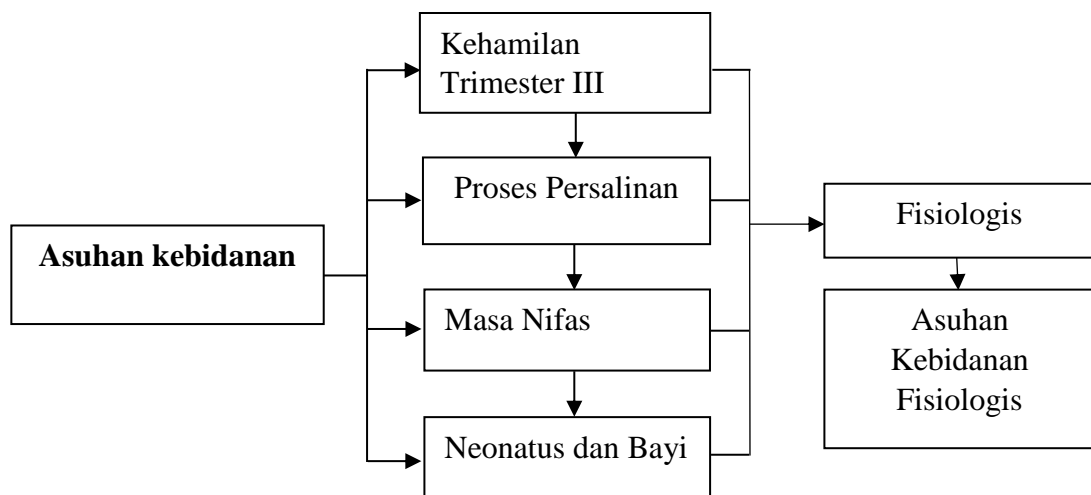 Kehamilan
Trimester III
Proses Persalinan
Asuhan kebidanan
Masa Nifas
Neonatus dan Bayi
Fisiologis
Asuhan
Kebidanan
Fisiologis